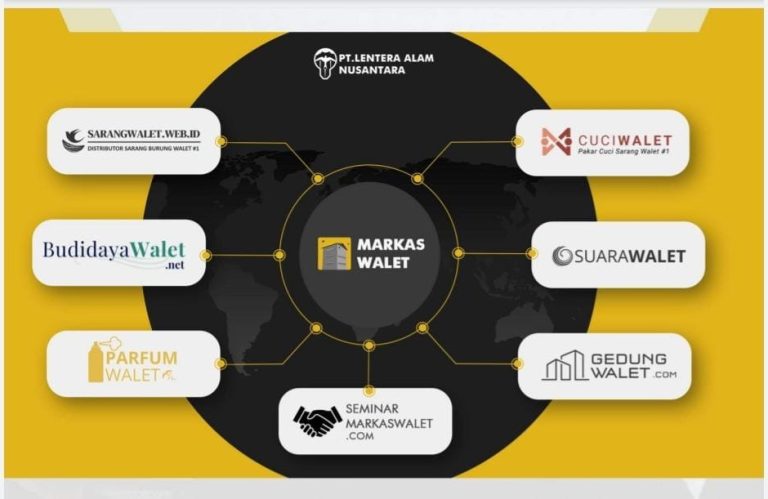 PT.LENTERA ALAM
NUSANTARA
SARANGWALET.WEB.ID
DISTRIBUTOR SARANG BURUNG WALET #1
CUCIWALET
Pakar Cuci Sarang Walet #1
BudidayaWalet
.net
MARKAS
WALET
SUARAWALET
PARFUM
WALET
GEDUNG
WALET.COM
SEMINAR
MARKASWALET
.COM